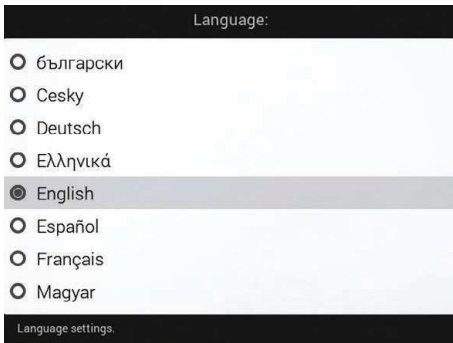 Language:
български
Cesky
Deutsch
Ελληνικά
English
Español
Français
Magyar
Language settings.